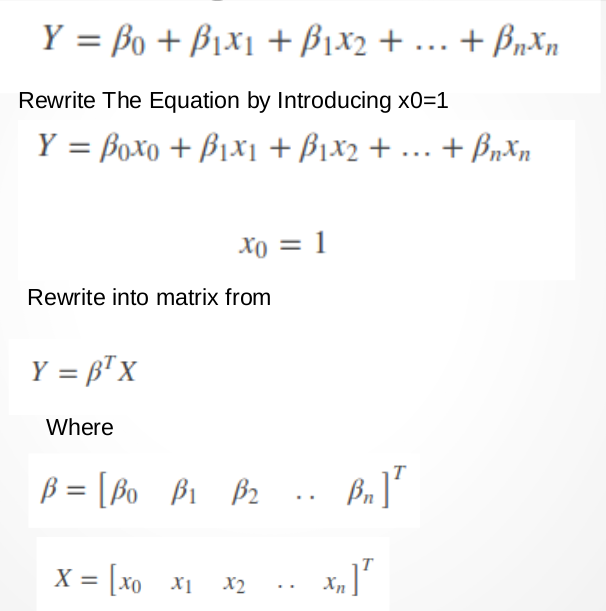 Y = β₀ + β₁x₁ + β₁x₂ + ... + βₙxₙ
Rewrite The Equation by Introducing x0=1
Y = β₀x₀ + β₁x₁ + β₁x₂ + ... + βₙxₙ
x₀ = 1
Rewrite into matrix from
Y = βᵀX
Where
β = [β₀ β₁ β₂ .. βₙ]ᵀ
X = [x₀ x₁ x₂ .. xₙ]ᵀ